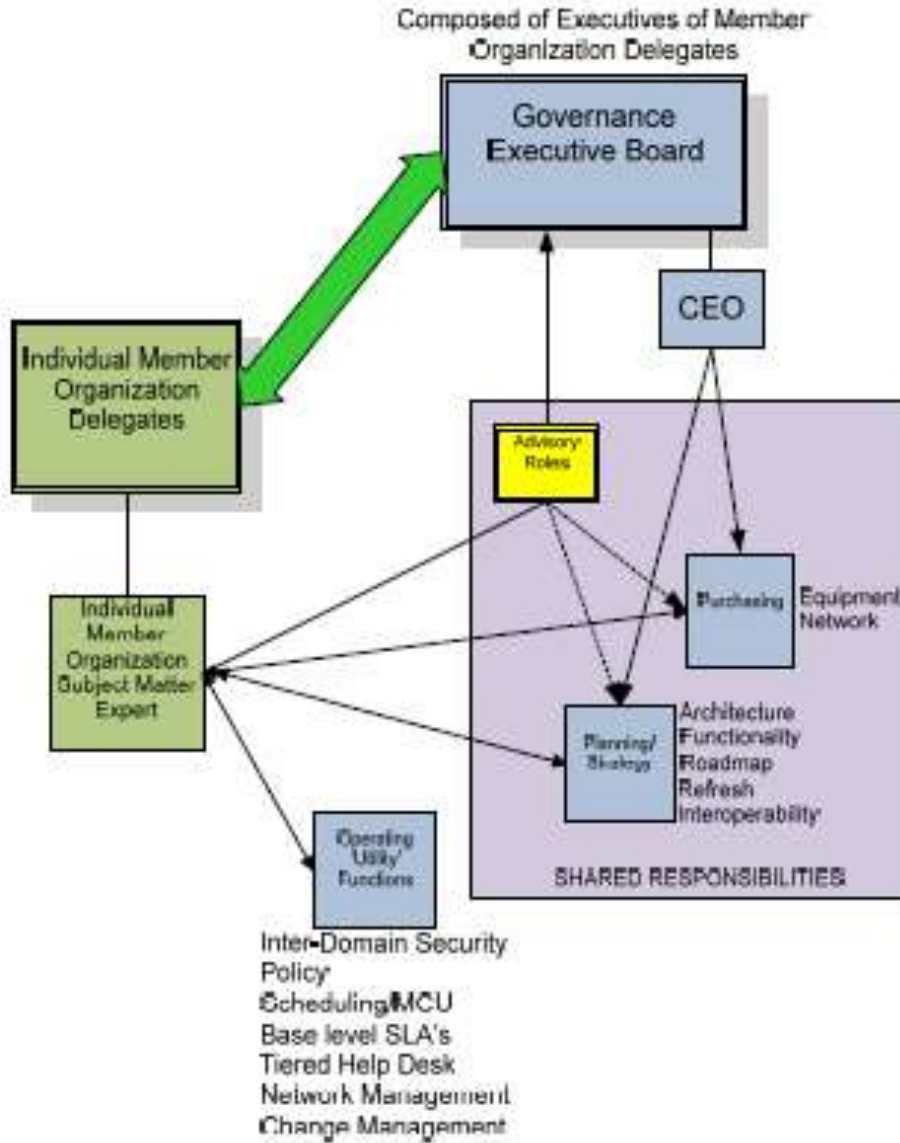 Composed of Executives of Member
Organization Delegates
Governance
Executive Board
CEO
Individual Member
Organization
Delegates
Advisory
Roles
Purchasing
Equipment
Network
Individual
Member
Organization
Subject Matter
Expert
Planning/
Strategy
Architecture
Functionality
Roadmap
Refresh
Interoperability
Operating
Utility
Functions
SHARED RESPONSIBILITIES
Inter-Domain Security
Policy
Scheduling/MCU
Base level SLA's
Tiered Help Desk
Network Management
Change Management